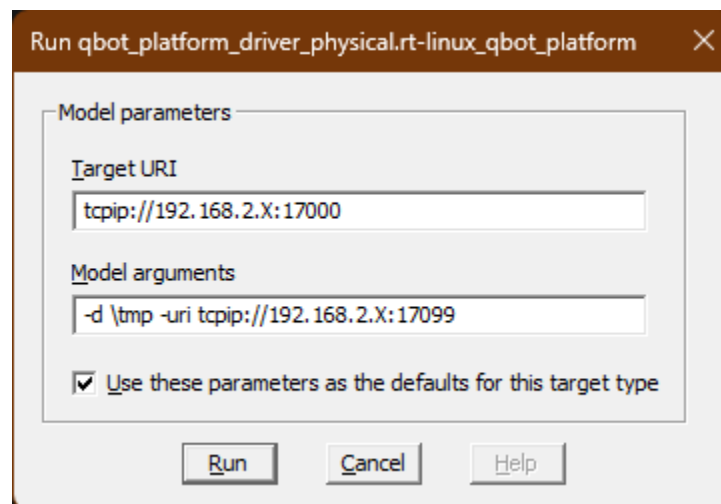 Run qbot_platform_driver_physical.rt-linux_qbot_platform
Model parameters
Target URI
tcpip://192.168.2.X:17000
Model arguments
-d \tmp -uri tcpip://192.168.2.X:17099
Use these parameters as the defaults for this target type
Run Cancel Help